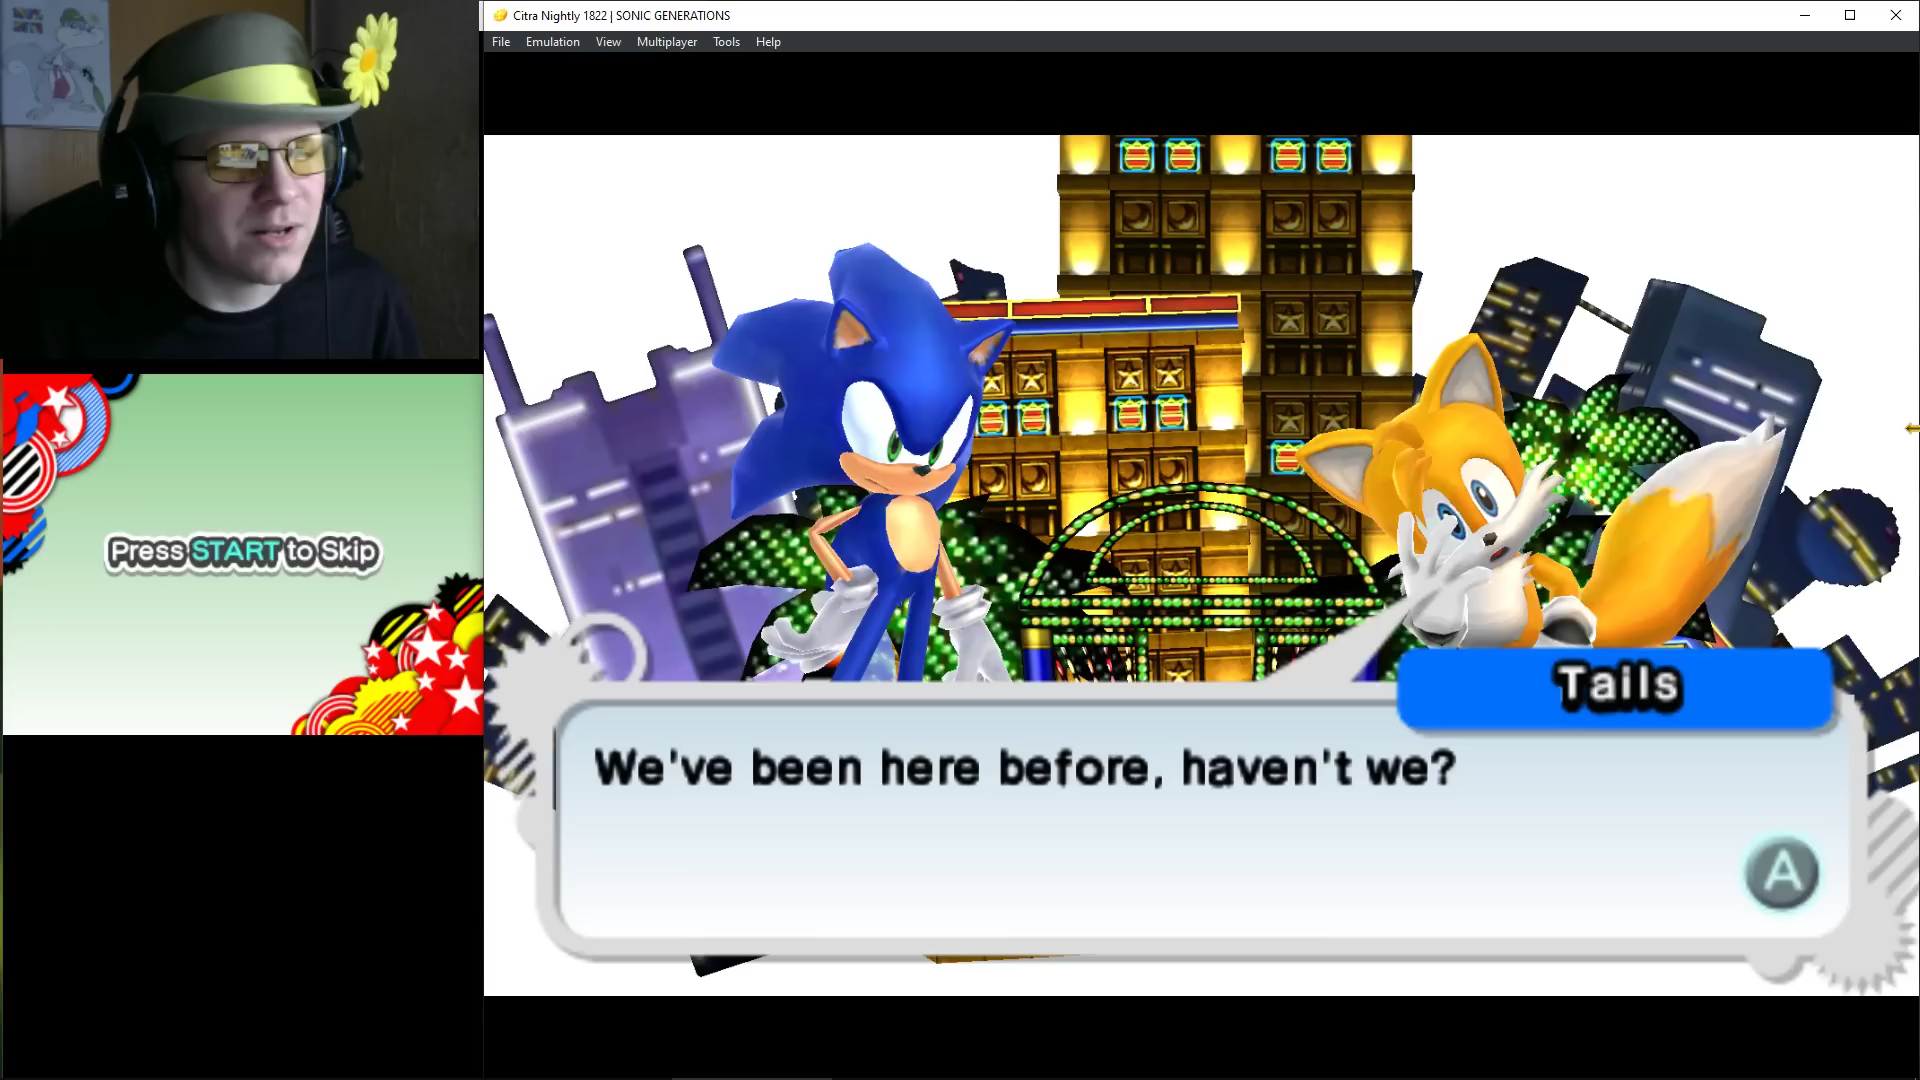 Citra Nightly 1822 | SONIC GENERATIONS
File Emulation View Multiplayer Tools Help
Press START to Skip
Tails
We've been here before, haven't we?
A